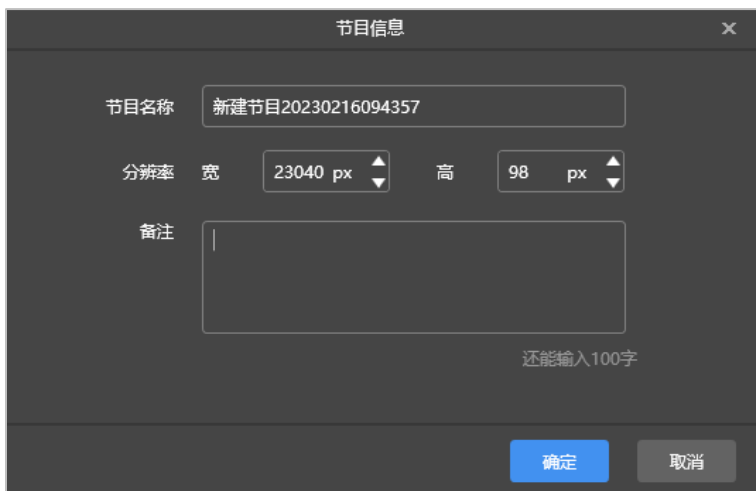 节目信息
节目名称 新建节目20230216094357
分辨率 宽 23040 px 高 98 px
备注
还能输入100字
确定 取消